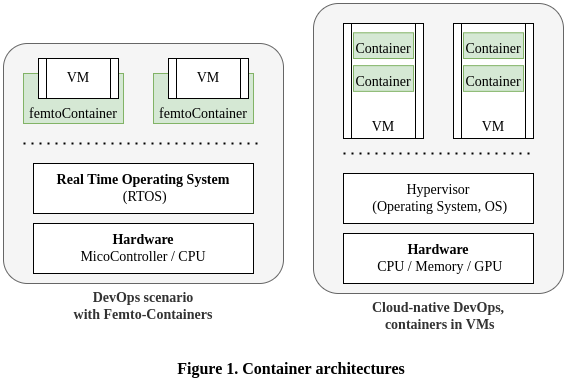 VM
femtoContainer
VM
femtoContainer
Real Time Operating System
(RTOS)
Hardware
MicoController / CPU
DevOps scenario
with Femto-Containers
Container
Container
VM
Container
Container
VM
Hypervisor
(Operating System, OS)
Hardware
CPU / Memory / GPU
Cloud-native DevOps,
containers in VMs
Figure 1. Container architectures